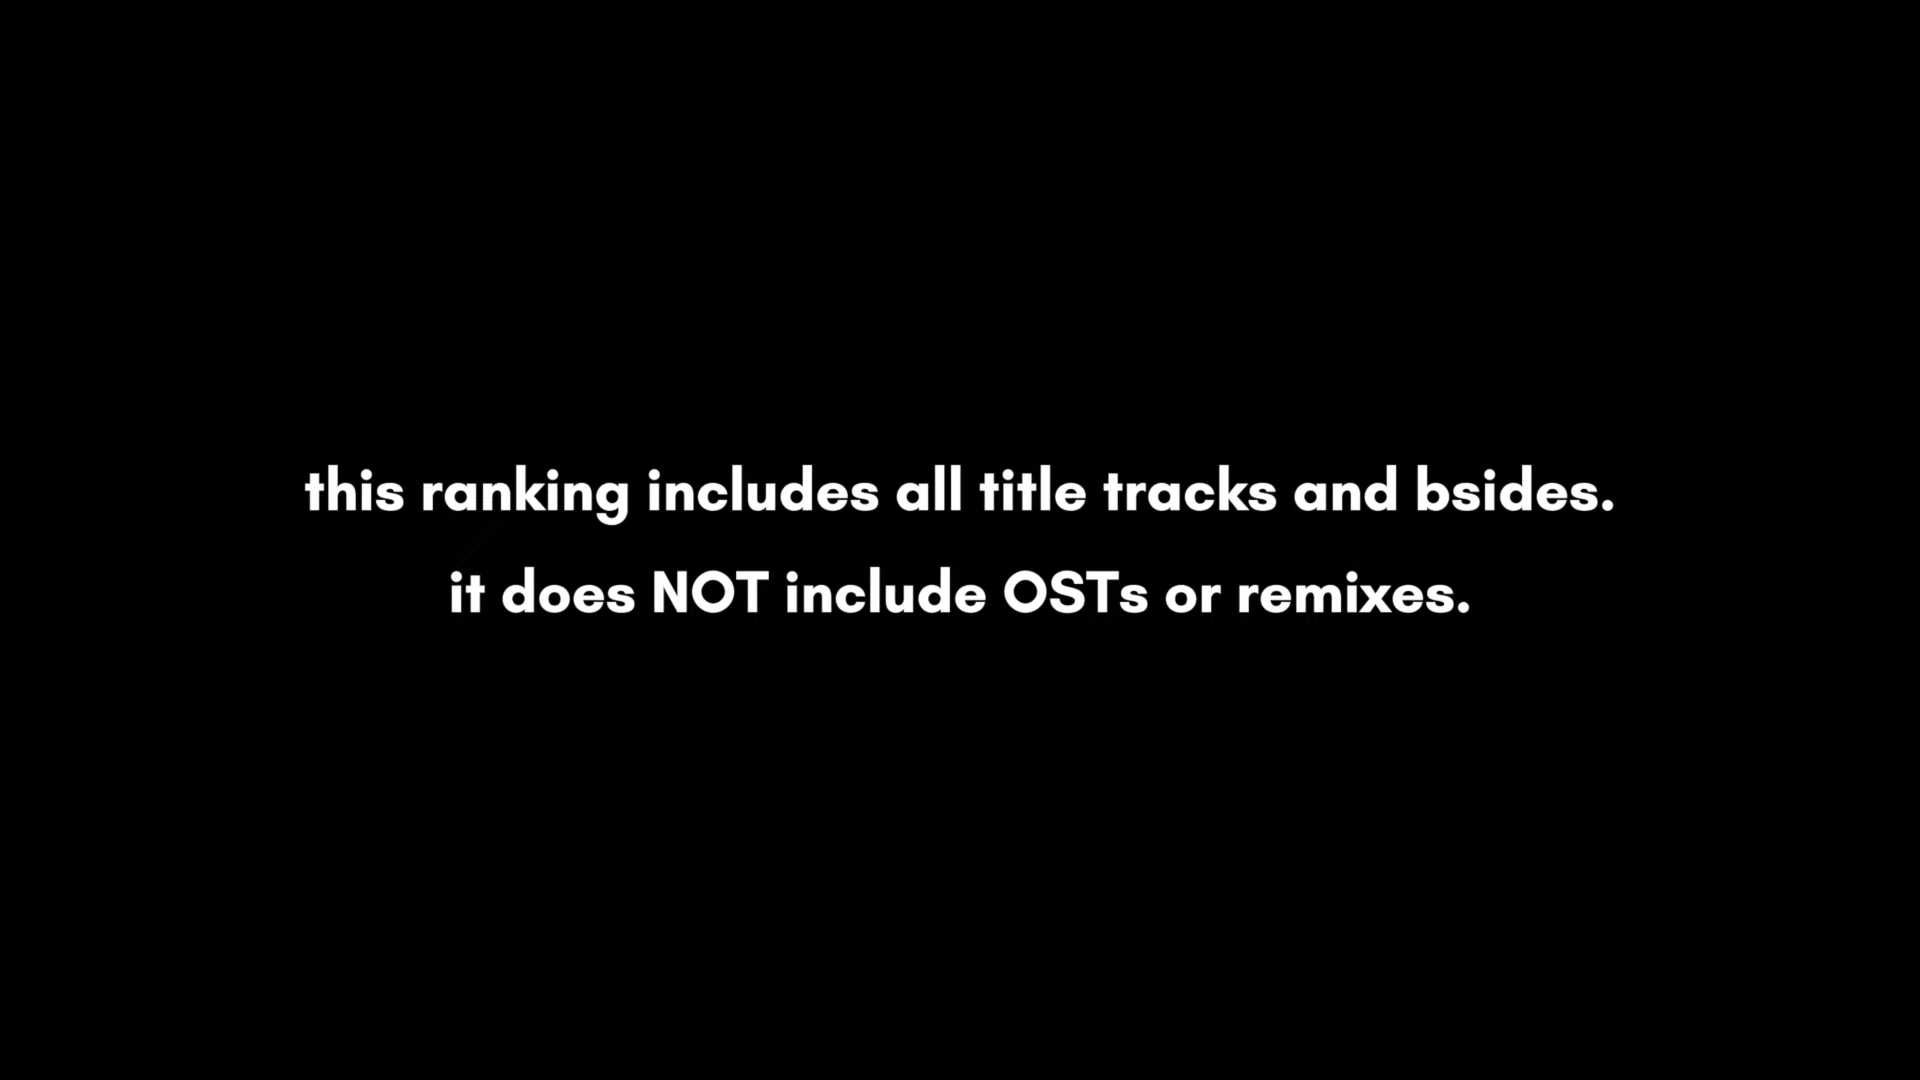 this ranking includes all title tracks and bsides.
it does NOT include OSTs or remixes.